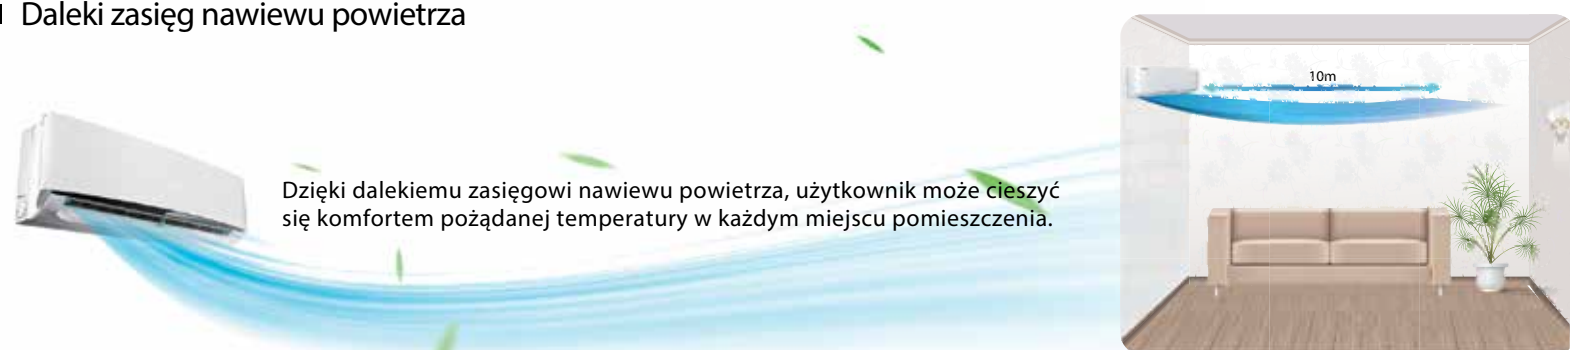 Daleki zasięg nawiewu powietrza
10m
Dzięki dalekiemu zasięgowi nawiewu powietrza, użytkownik może cieszyć
się komfortem pożądanej temperatury w każdym miejscu pomieszczenia.